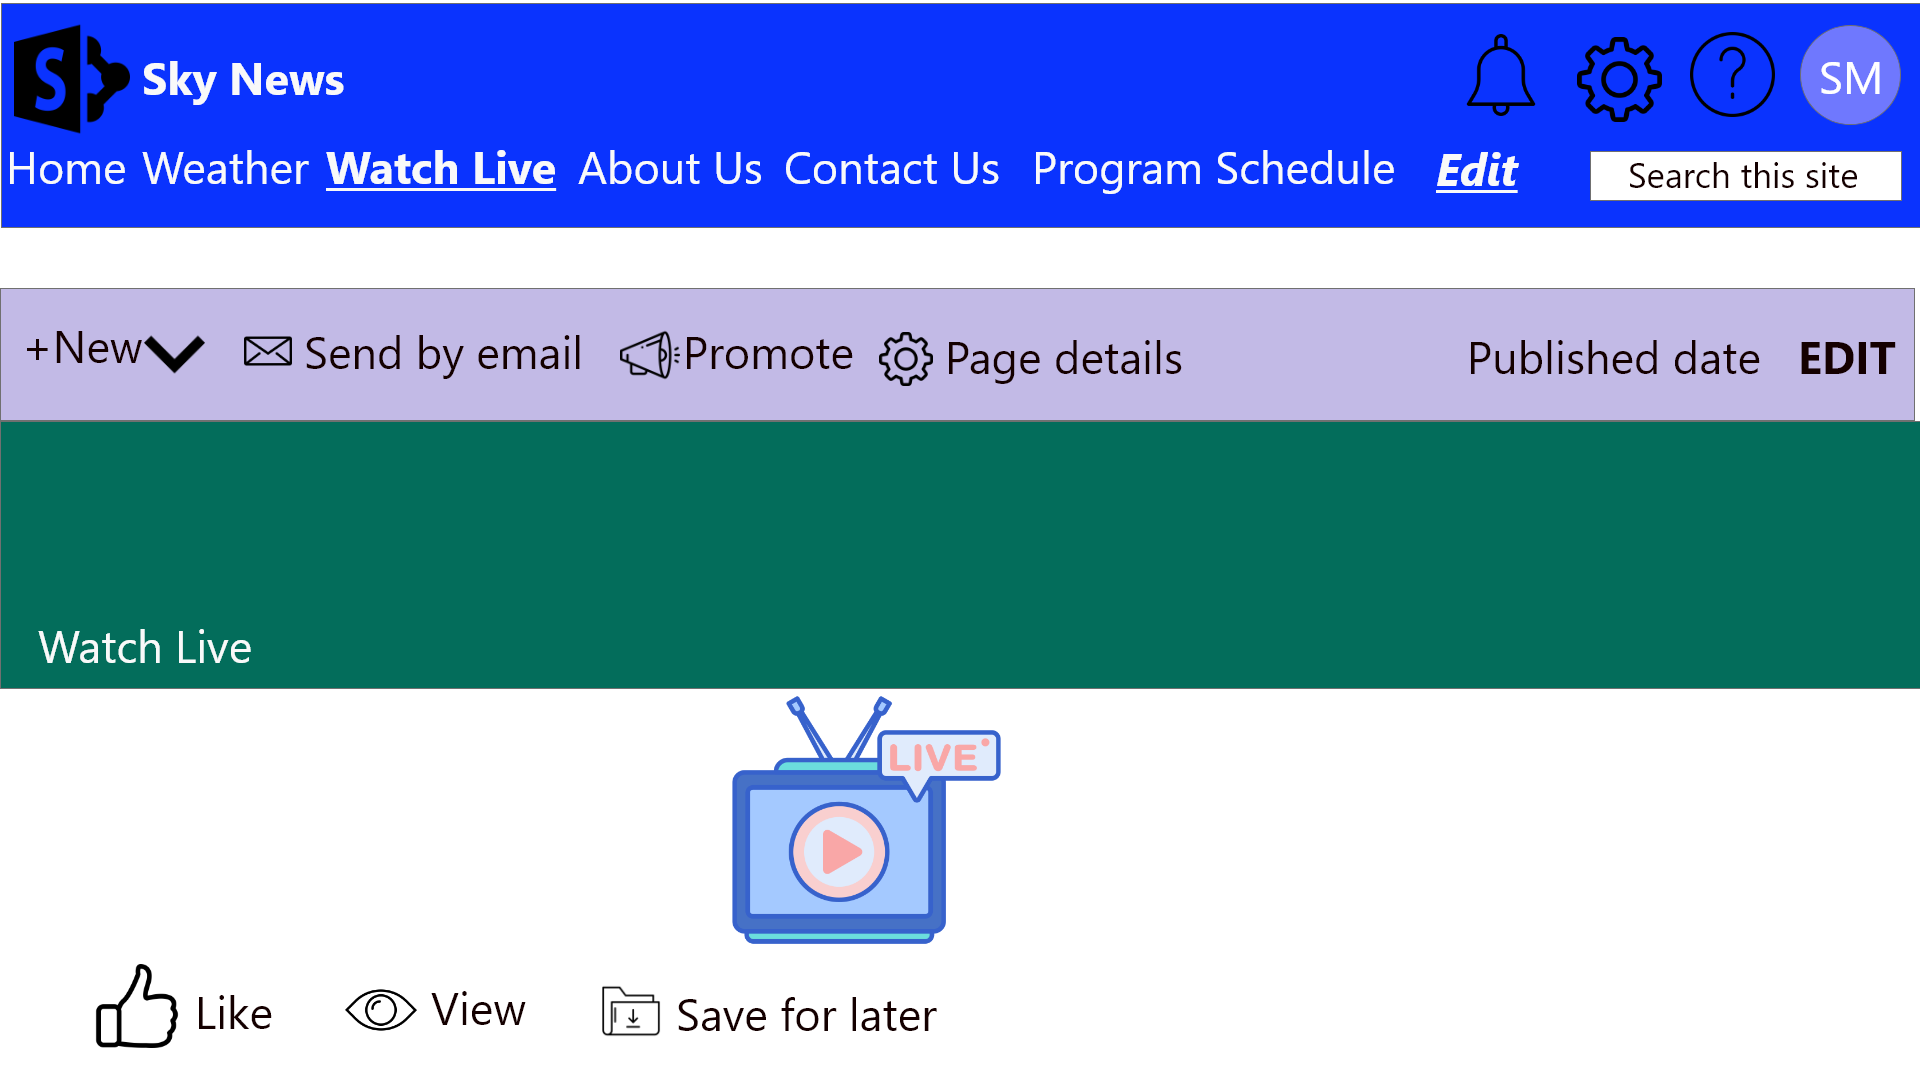 S Sky News SM
Home Weather Watch Live About Us Contact Us Program Schedule Edit Search this site
+New Send by email Promote Page details Published date EDIT
Watch Live
LIVE
Like View Save for later